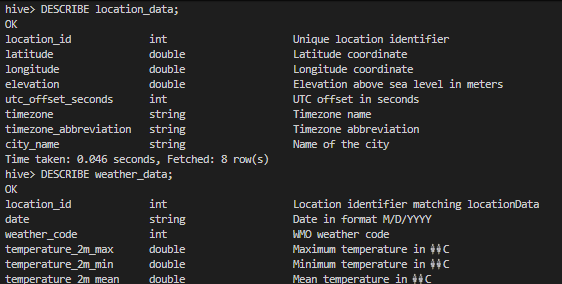 hive> DESCRIBE location_data;
OK
location_id int Unique location identifier
latitude double Latitude coordinate
longitude double Longitude coordinate
elevation double Elevation above sea level in meters
utc_offset_seconds int UTC offset in seconds
timezone string Timezone name
timezone_abbreviation string Timezone abbreviation
city_name string Name of the city
Time taken: 0.046 seconds, Fetched: 8 row(s)
hive> DESCRIBE weather_data;
OK
location_id int Location identifier matching locationData
date string Date in format M/D/YYYY
weather_code int WMO weather code
temperature_2m_max double Maximum temperature in ��C
temperature_2m_min double Minimum temperature in ��C
temperature_2m_mean double Mean temperature in ��C